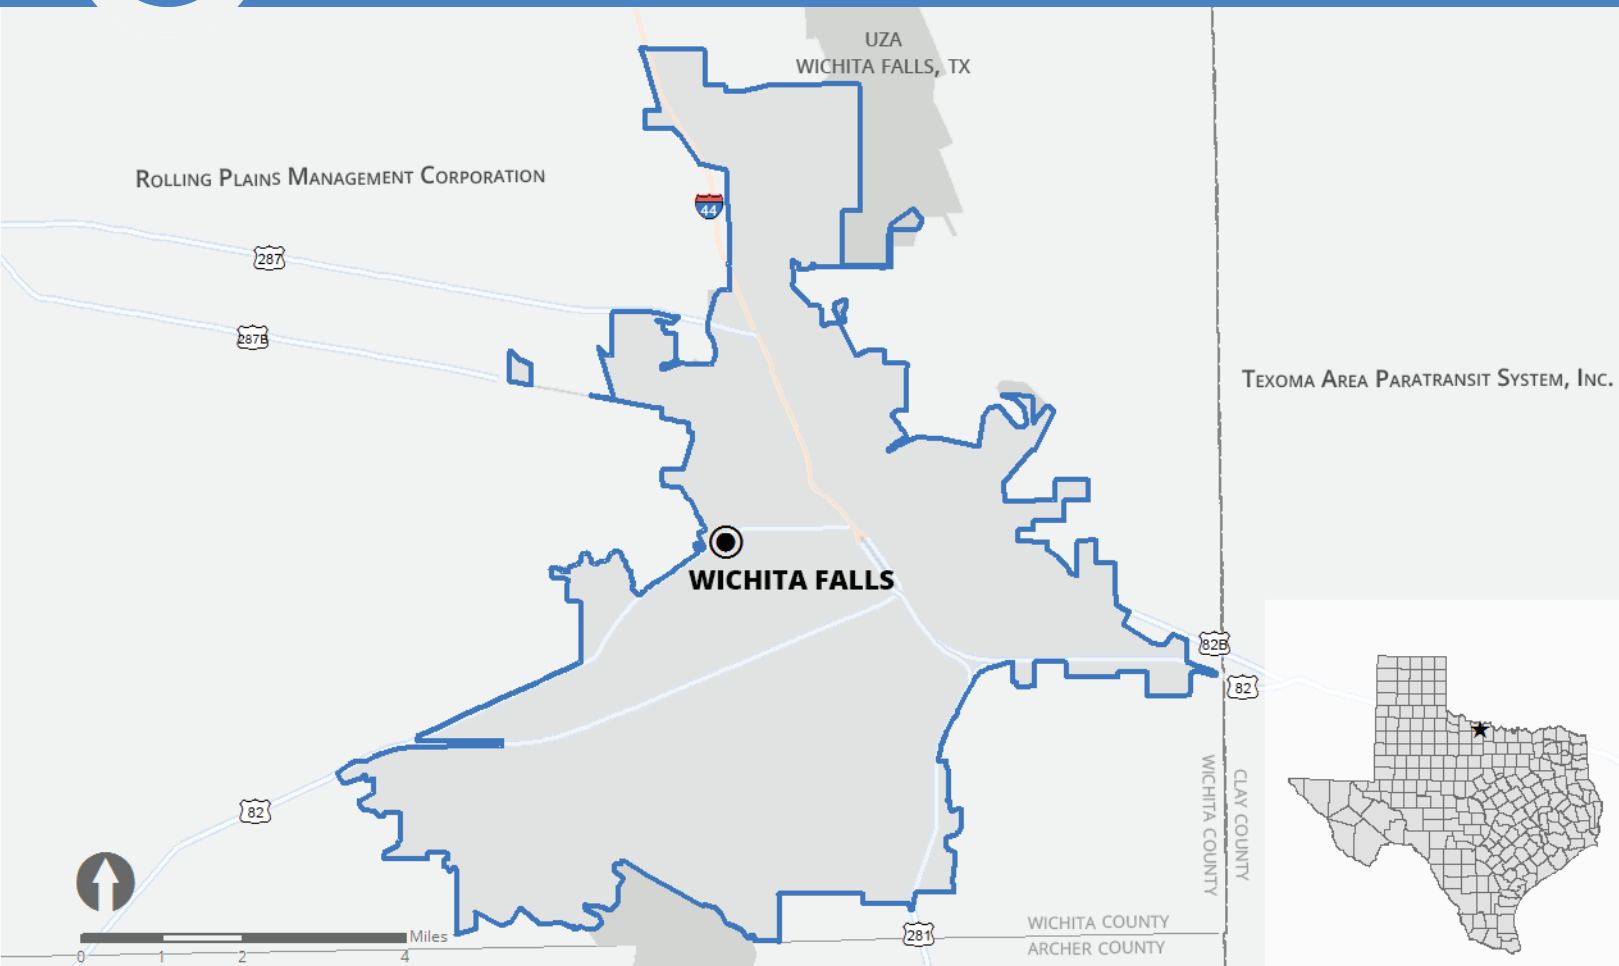 UZA
WICHITA FALLS, TX
ROLLING PLAINS MANAGEMENT CORPORATION
44
287
287B
TEXOMA AREA PARATRANSIT SYSTEM, INC.
WICHITA FALLS
82B
82
82
WICHITA COUNTY
CLAY COUNTY
WICHITA COUNTY
ARCHER COUNTY
281
Miles
0 1 2 4